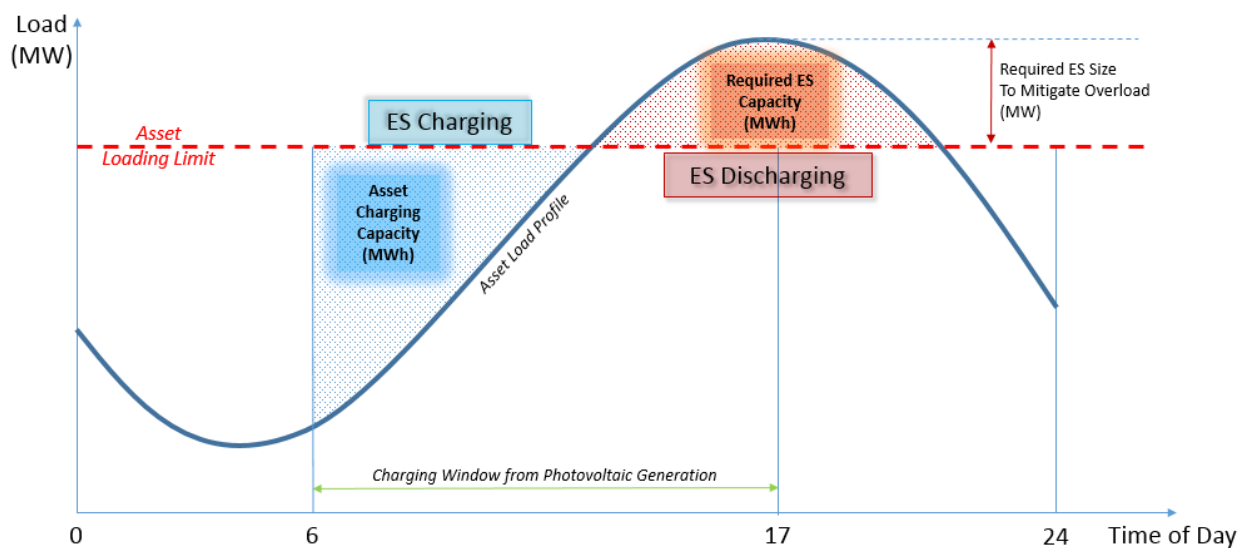 Load
(MW)
Asset
Loading Limit
ES Charging
Asset
Charging
Capacity
(MWh)
Asset Load Profile
Required ES
Capacity
(MWh)
ES Discharging
Required ES Size
To Mitigate Overload
(MW)
Charging Window from Photovoltaic Generation
0
6
17
24
Time of Day